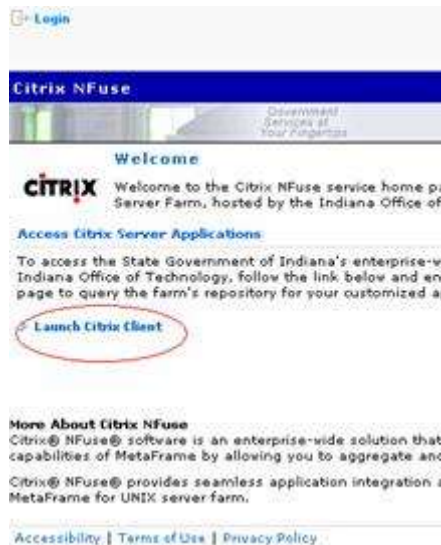 Login
Citrix NFuse
Government
Services at
Your Fingertips
Welcome
CITRIX
Welcome to the Citrix NFuse service home
Server Farm, hosted by the Indiana Office of
Access Citrix Server Applications
To access the State Government of Indiana's
Indiana Office of Technology, follow the link below and
page to query the farm's repository for your customized
Launch Citrix Client
More About Citrix NFuse
Citrix® NFuse® software is an enterprise-wide solution that
capabilities of MetaFrame by allowing you to aggregate
Citrix® NFuse® provides seamless application integration
MetaFrame for UNIX server farm.
Accessibility | Terms of Use | Privacy Policy